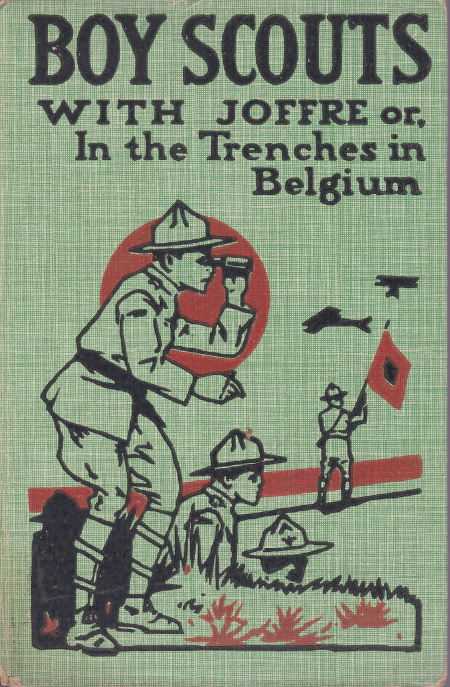 BOY SCOUTS
WITH JOFFRE or,
In the Trenches in
Belgium